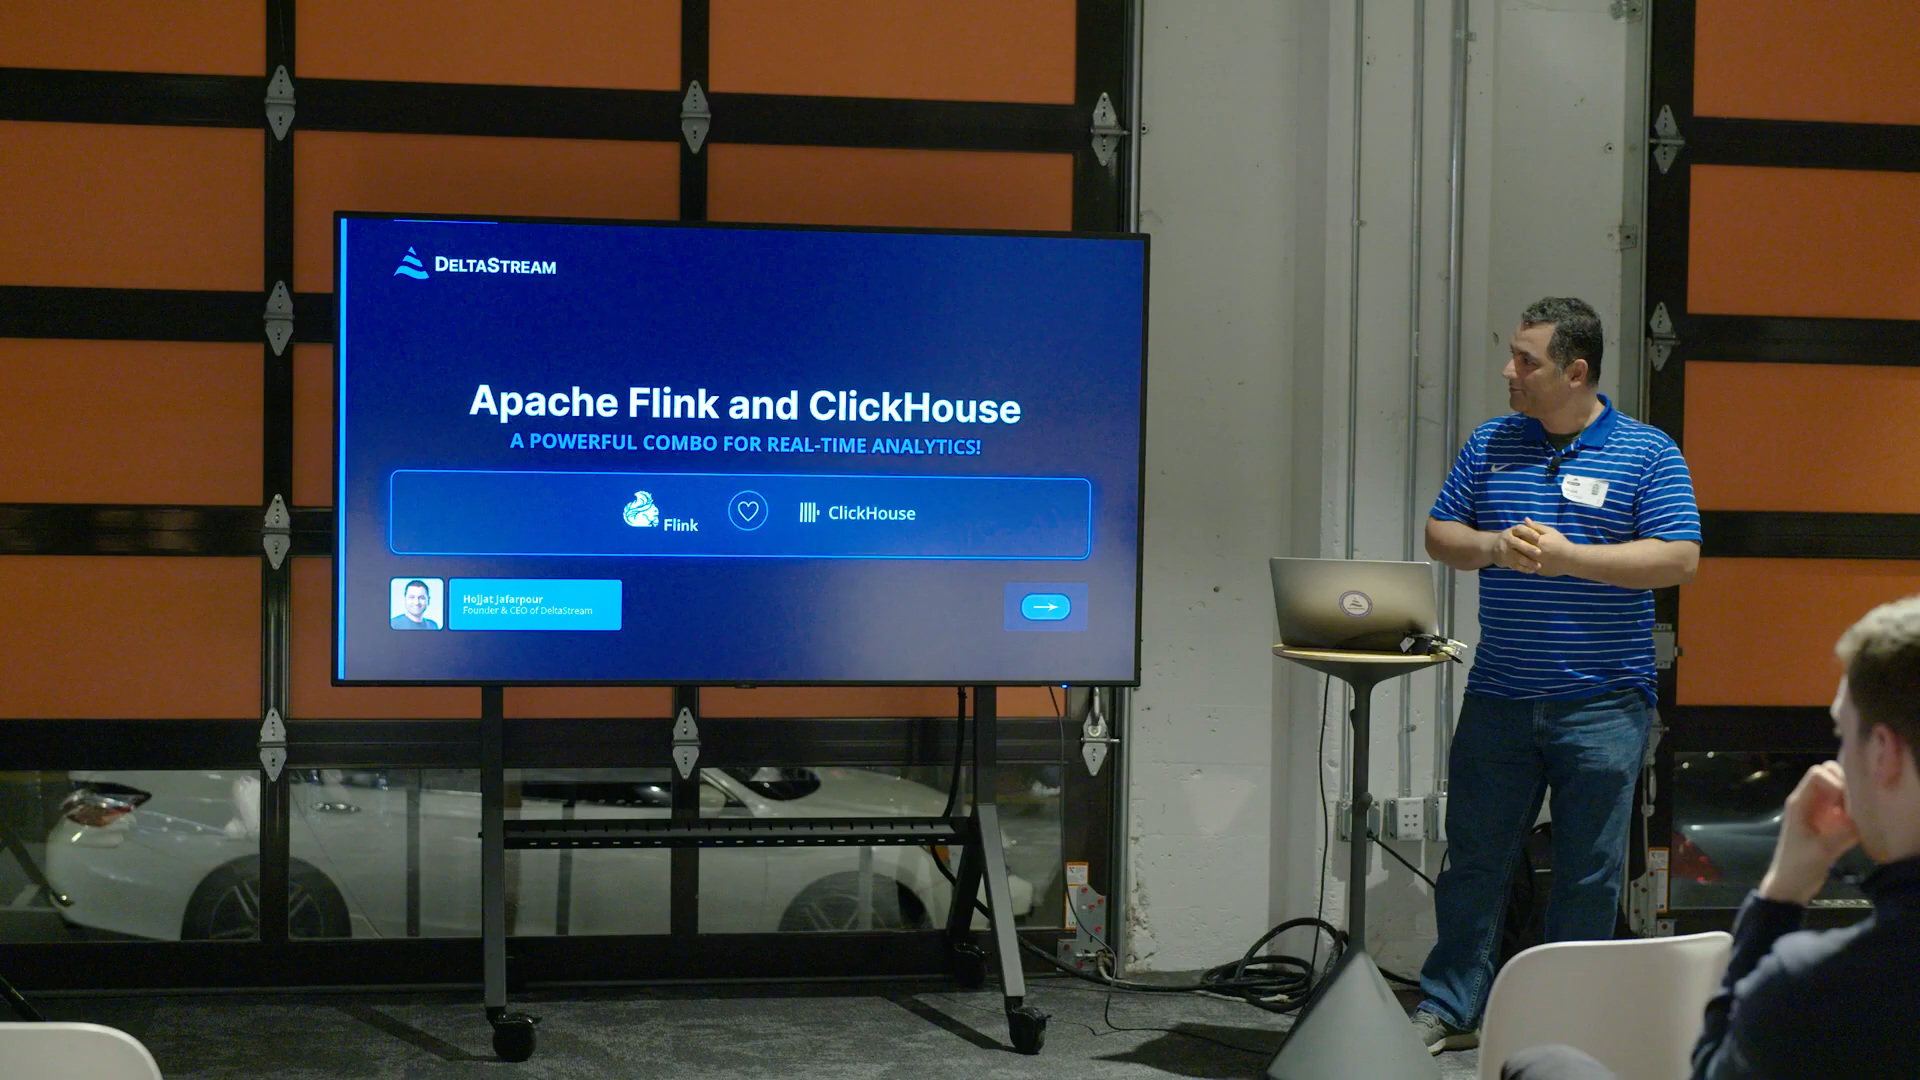 DELTASTREAM
Apache Flink and ClickHouse
A POWERFUL COMBO FOR REAL-TIME ANALYTICS!
Flink
ClickHouse
Hojjat Jafarpour
Founder & CEO of DeltaStream